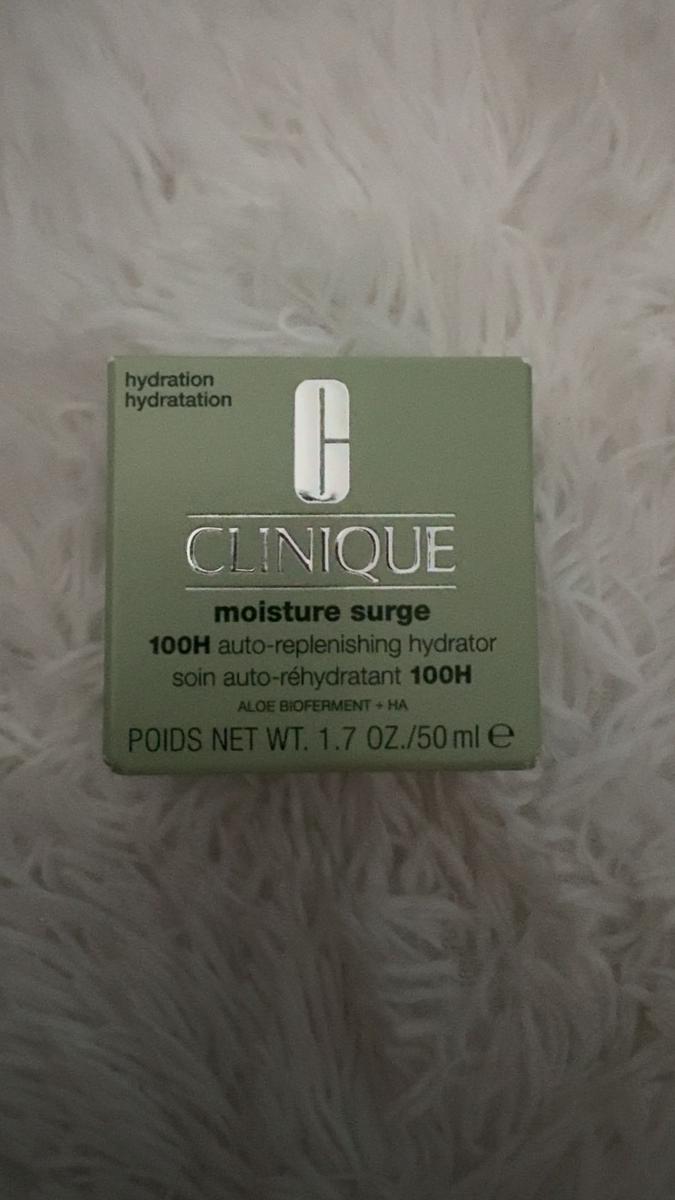 hydration
hydratation
C
CLINIQUE
moisture surge
100H auto-replenishing hydrator
soin auto-réhydratant 100H
ALOE BIOFERMENT + HA
POIDS NET WT. 1.7 OZ./50 ml ℮